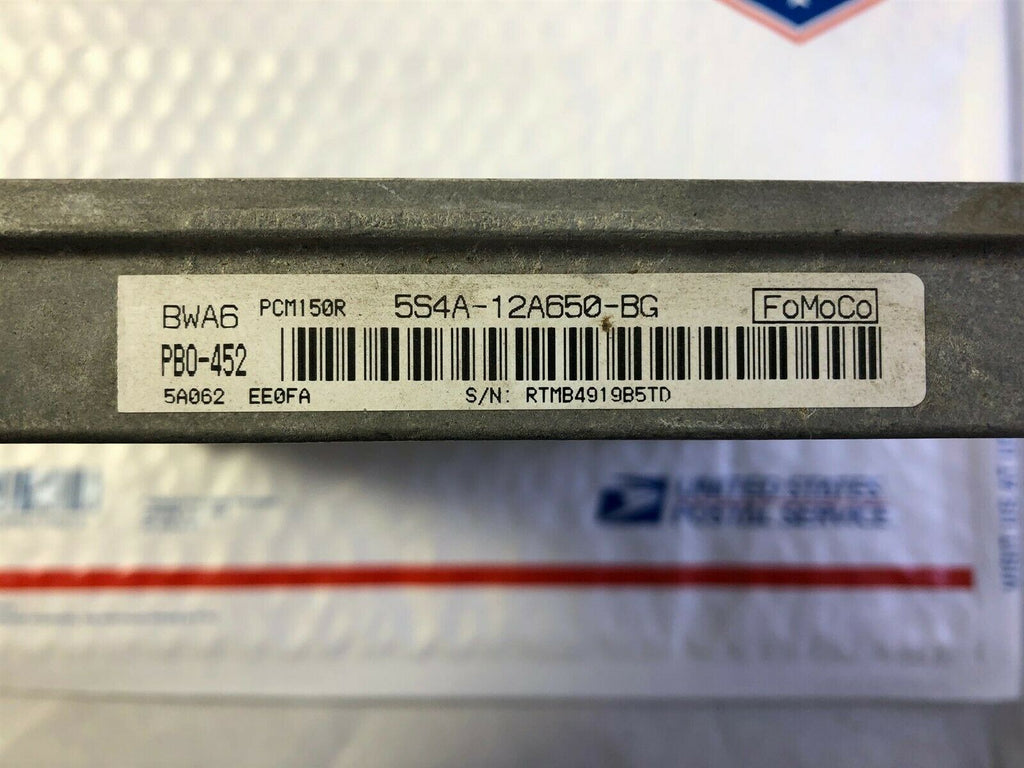 BWA6 PCM150R 5S4A-12A650-BG FoMoCo
PBO-452
5A062 EE0FA S/N: RTMB4919B5TD
UNITED STATES
POSTAL SERVICE